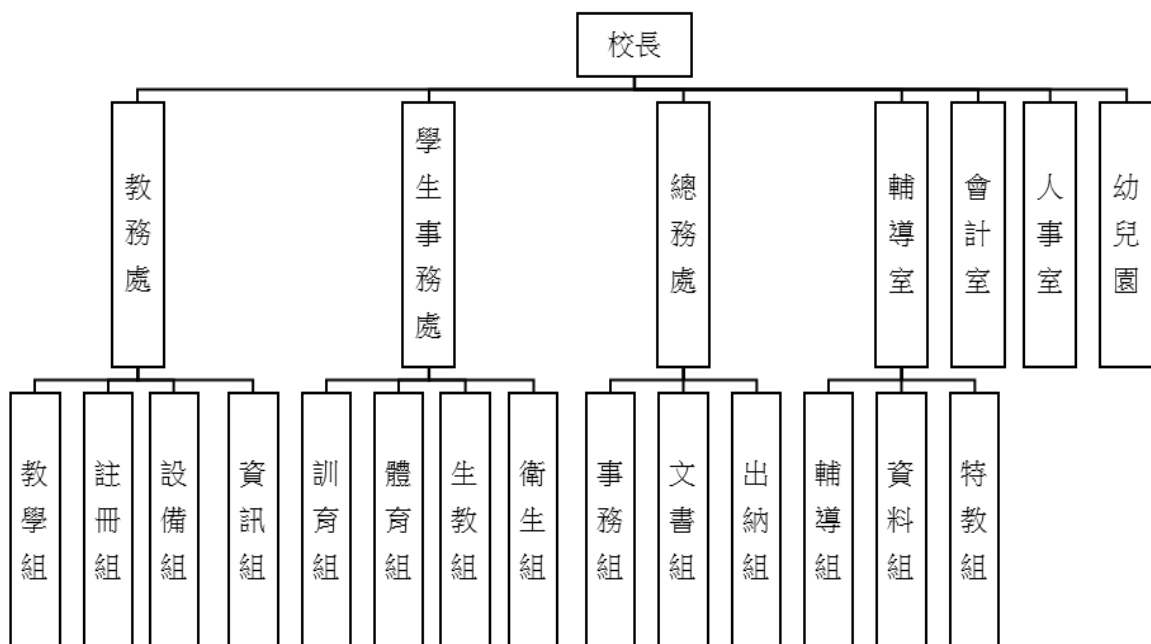 校長
教務處
學生事務處
總務處
輔導室
會計室
人事室
幼兒園
教學組
註冊組
設備組
資訊組
訓育組
體育組
生教組
衛生組
事務組
文書組
出納組
輔導組
資料組
特教組